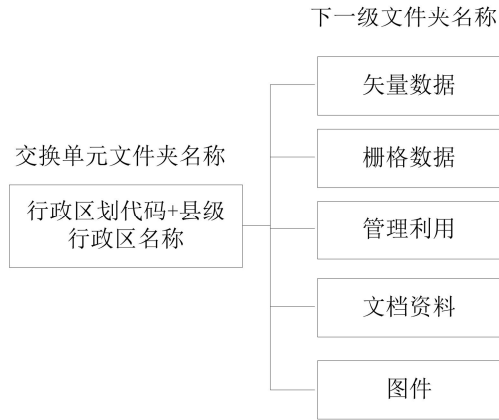 下一级文件夹名称
矢量数据
交换单元文件夹名称
栅格数据
行政区划代码+县级
行政区名称
管理利用
文档资料
图件